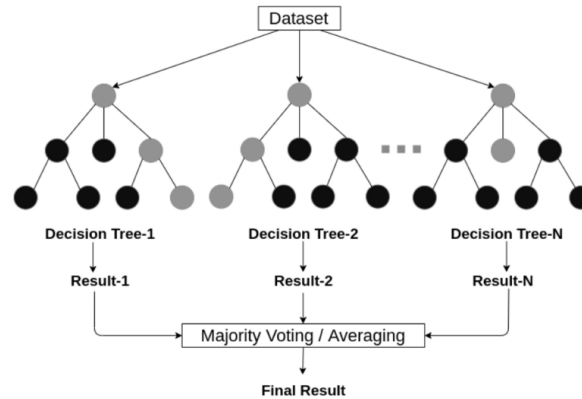 Dataset
Decision Tree-1
Decision Tree-2
Decision Tree-N
Result-1
Result-2
Result-N
Majority Voting / Averaging
Final Result